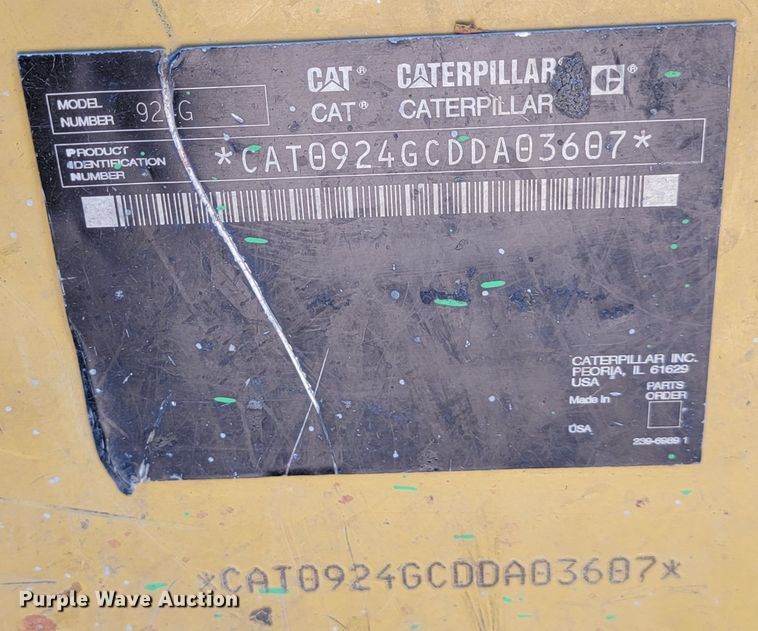 CAT® CATERPILLAR®
CAT® CATERPILLAR
MODEL NUMBER 924G
PRODUCT IDENTIFICATION NUMBER *CAT0924GCDDA03607*
CATERPILLAR INC.
PEORIA, IL 61629
USA
PARTS ORDER
Made In
USA
239-6989 1
*CAT0924GCDDA03607*
Purple Wave Auction